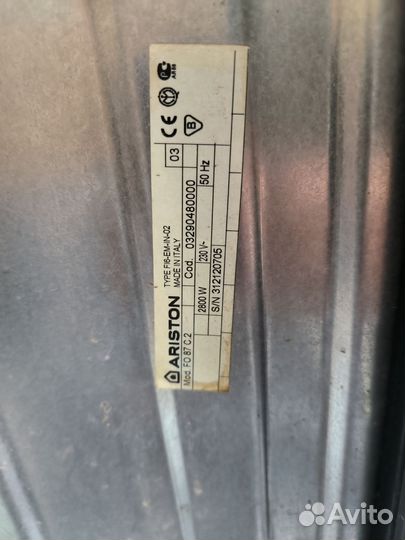 ARISTON
TYPE FI6-EM-IN-02
MADE IN ITALY
03
Mod. FO 87 C.2
Cod. 03290480000
2800 W 230 V~ 50 Hz
S/N 312120705
CE
B
Avito